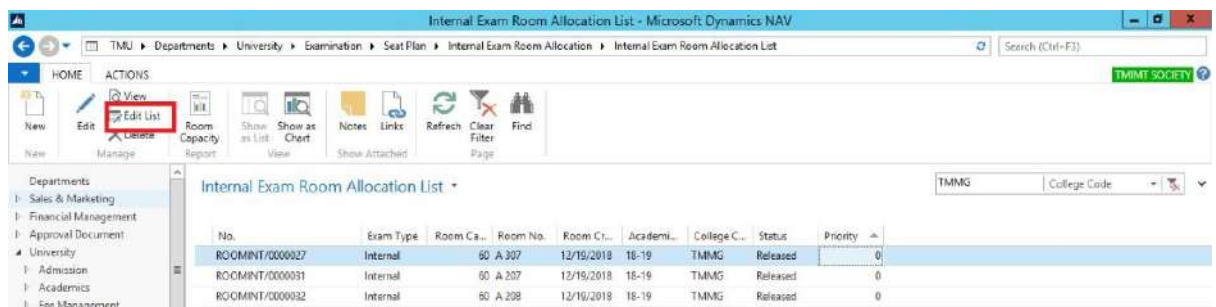 Internal Exam Room Allocation List - Microsoft Dynamics NAV
TMU Departments University Examination Seat Plan Internal Exam Room Allocation Internal Exam Room Allocation List
Search (Ctrl+F3)
HOME ACTIONS
TMIMT SOCIETY
New
Edit
View
Edit List
Delete
Room Capacity
Show as List
Show as Chart
Notes
Links
Refresh
Clear Filter
Find
New Manage Report View Show Attached Page
Departments
Sales & Marketing
Financial Management
Approval Document
University
Admission
Academics
Fee Management
Internal Exam Room Allocation List
TMMG College Code
No. Exam Type Room Ca... Room No. Room Cr... Academi... College C... Status Priority
ROOMINT/0000027 Internal 60 A 307 12/19/2018 18-19 TMMG Released 0
ROOMINT/0000031 Internal 60 A 207 12/19/2018 18-19 TMMG Released 0
ROOMINT/0000032 Internal 60 A 208 12/19/2018 18-19 TMMG Released 0